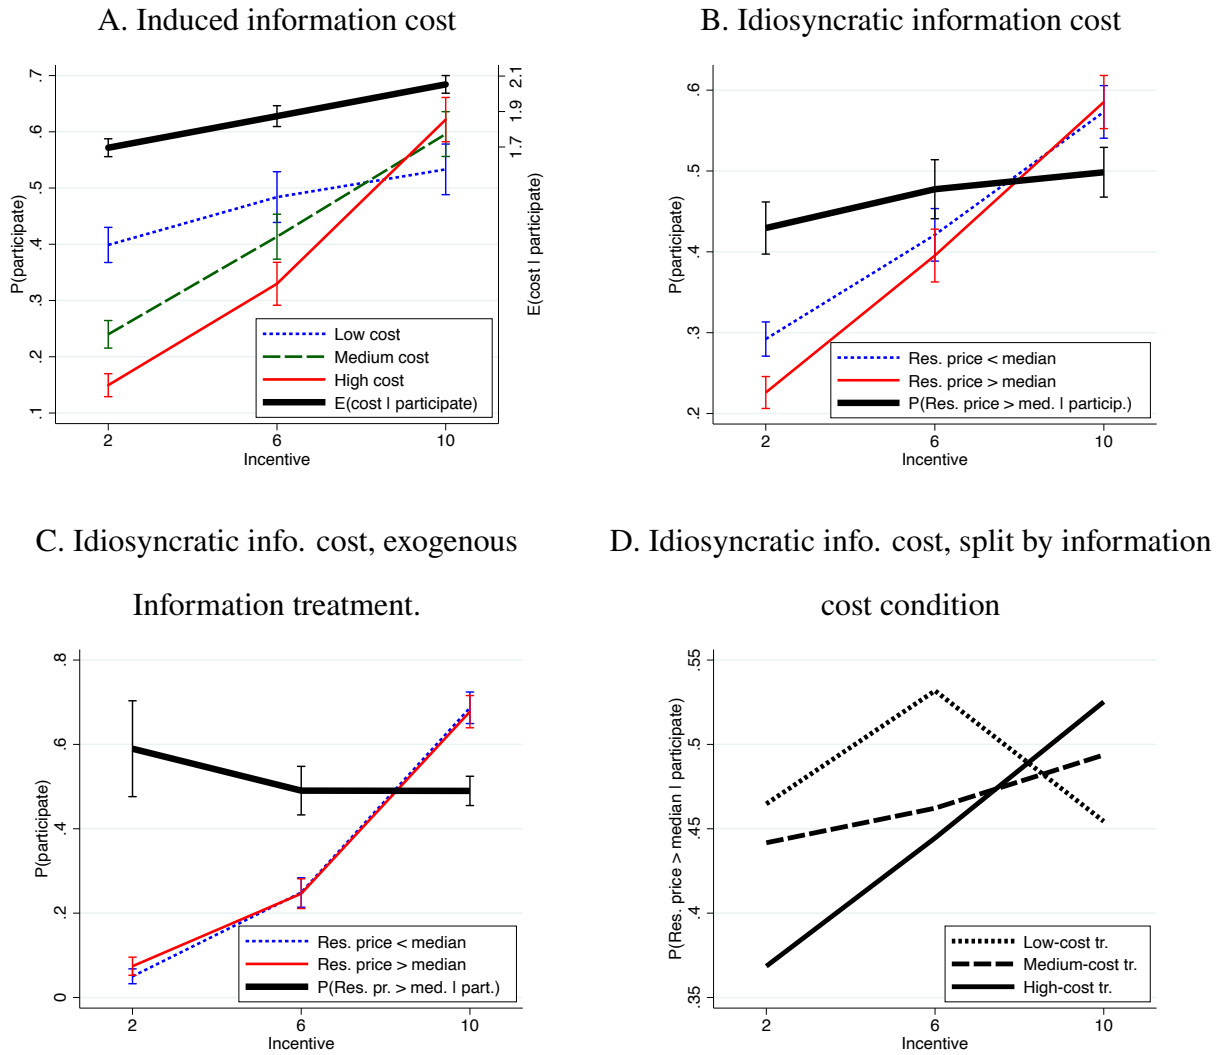 A. Induced information cost
P(participate)
.7
.6
.5
.4
.3
.2
.1
2.1
1.9
1.7
E(cost | participate)
Low cost
Medium cost
High cost
E(cost | participate)
2
6
10
Incentive
B. Idiosyncratic information cost
P(participate)
.6
.5
.4
.3
.2
Res. price < median
Res. price > median
P(Res. price > med. | particip.)
2
6
10
Incentive
C. Idiosyncratic info. cost, exogenous
Information treatment.
P(participate)
.8
.6
.4
.2
0
Res. price < median
Res. price > median
P(Res. pr. > med. | part.)
2
6
10
Incentive
D. Idiosyncratic info. cost, split by information
cost condition
P(Res. price > median | participate)
.55
.5
.45
.4
.35
Low-cost tr.
Medium-cost tr.
High-cost tr.
2
6
10
Incentive